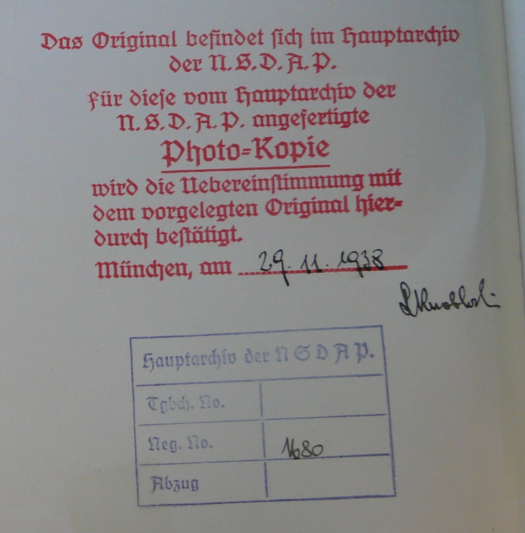 Das Original befindet sich im Hauptarchiv
der N.S.D.A.P.
Für diese vom Hauptarchiv der
N.S.D.A.P. angefertigte
Photo-Kopie
wird die Uebereinstimmung mit
dem vorgelegten Original hier-
durch bestätigt.
München, am 29.11.1938
Hauptarchiv der NSDAP.
Tgbch. No.
Neg. No. 1680
Abzug